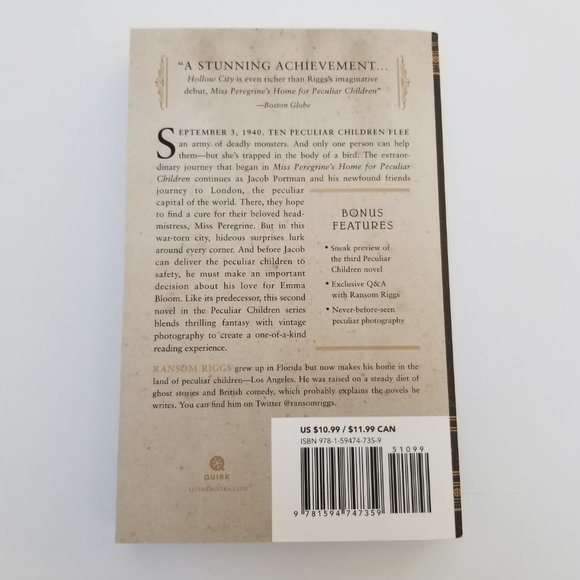 “A STUNNING ACHIEVEMENT...
Hollow City is even richer than Riggs's imaginative
debut, Miss Peregrine's Home for Peculiar Children”
—Boston Globe
SEPTEMBER 3, 1940. TEN PECULIAR CHILDREN FLEE
an army of deadly monsters. And only one person can help
them—but she's trapped in the body of a bird. The extraor-
dinary journey that began in Miss Peregrine's Home for Peculiar
Children continues as Jacob Portman and his newfound friends
journey to London, the peculiar
capital of the world. There, they hope
to find a cure for their beloved head-
mistress, Miss Peregrine. But in this
war-torn city, hideous surprises lurk
around every corner. And before Jacob
can deliver the peculiar children to
safety, he must make an important
decision about his love for Emma
Bloom. Like its predecessor, this second
novel in the Peculiar Children series
blends thrilling fantasy with vintage
photography to create a one-of-a-kind
reading experience.
BONUS
FEATURES
• Sneak preview of
the third Peculiar
Children novel
• Exclusive Q&A
with Ransom Riggs
• Never-before-seen
peculiar photography
RANSOM RIGGS grew up in Florida but now makes his home in the
land of peculiar children—Los Angeles. He was raised on a steady diet of
ghost stories and British comedy, which probably explains the novels he
writes. You can find him on Twitter @ransomriggs.
QUIRK
QUIRKBOOKS.COM
US $10.99 / $11.99 CAN
ISBN 978-1-59474-735-9
51099
9 781594 747359